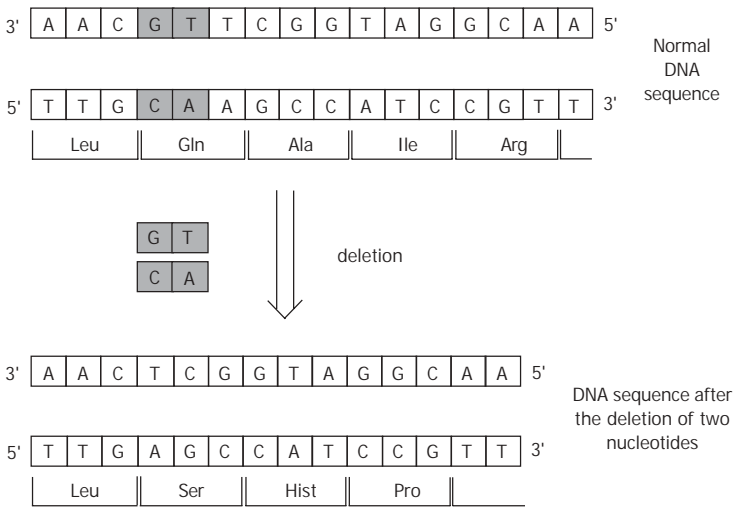 3' A A C G T T C G G T A G G C A A 5'
Normal
DNA
sequence
5' T T G C A A G C C A T C C G T T 3'
Leu Gln Ala Ile Arg
G T
C A
deletion
3' A A C T C G G T A G G C A A 5'
DNA sequence after
the deletion of two
nucleotides
5' T T G A G C C A T C C G T T 3'
Leu Ser Hist Pro